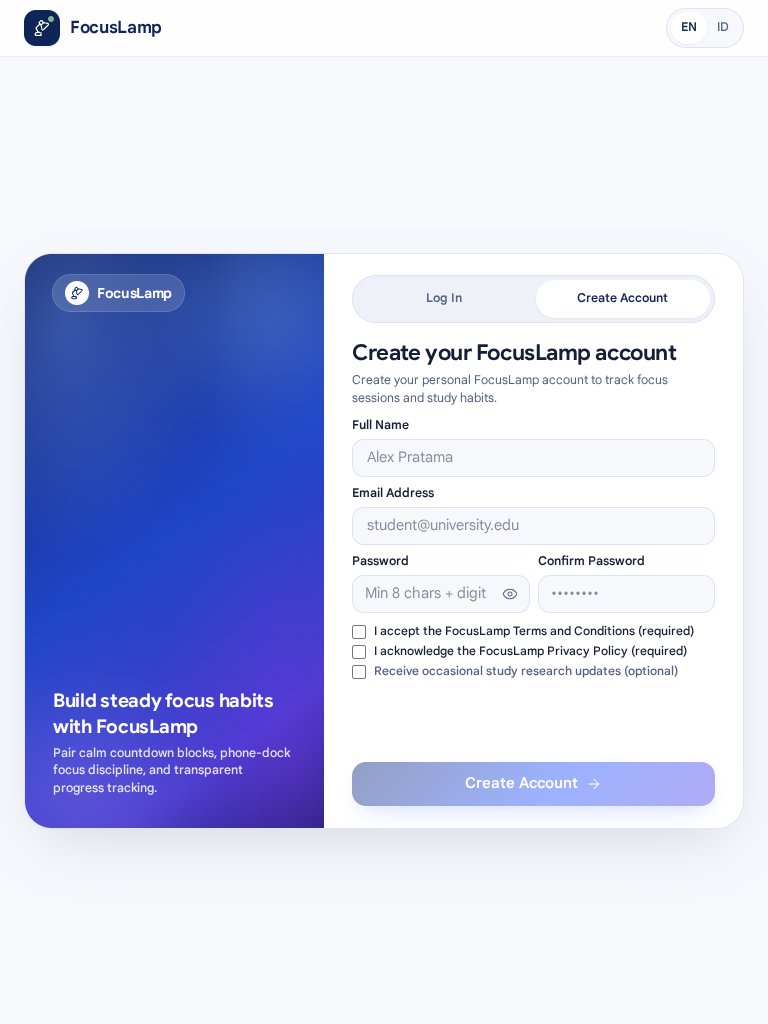 FocusLamp
EN ID
FocusLamp
Build steady focus habits
with FocusLamp
Pair calm countdown blocks, phone-dock
focus discipline, and transparent
progress tracking.
Log In Create Account
Create your FocusLamp account
Create your personal FocusLamp account to track focus
sessions and study habits.
Full Name
Alex Pratama
Email Address
student@university.edu
Password Confirm Password
Min 8 chars + digit ••••••••
I accept the FocusLamp Terms and Conditions (required)
I acknowledge the FocusLamp Privacy Policy (required)
Receive occasional study research updates (optional)
Create Account →